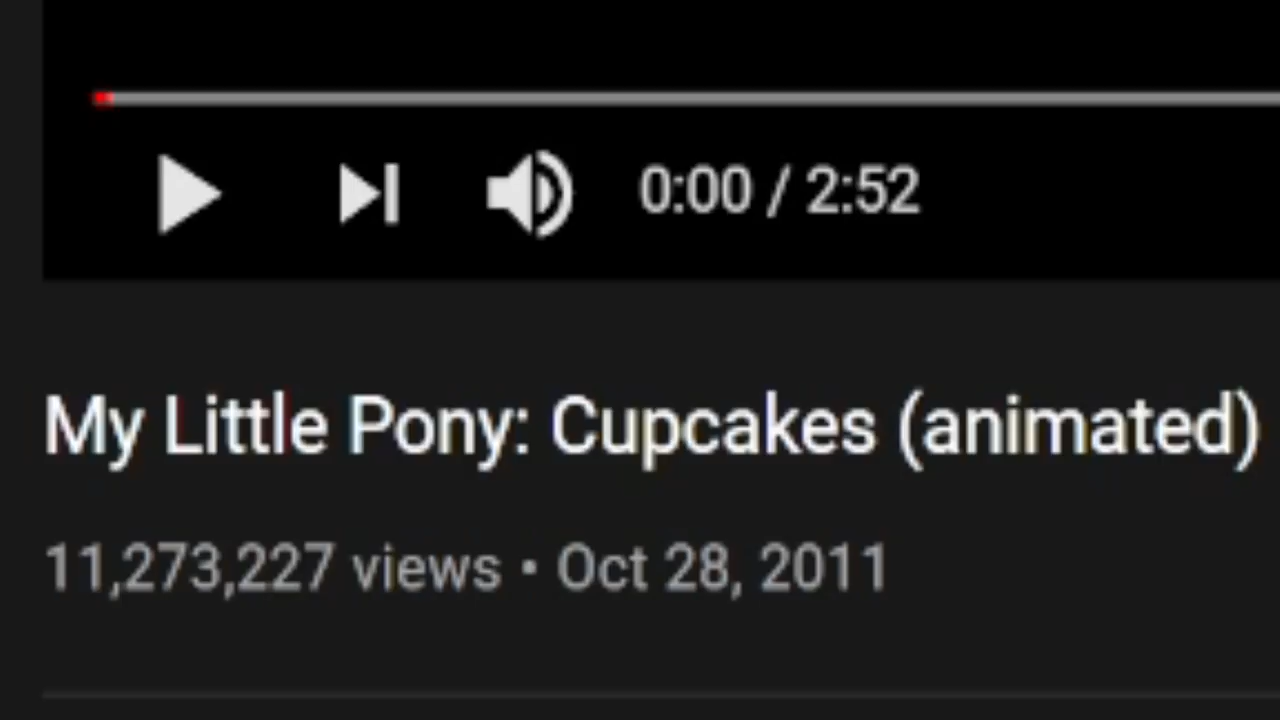 0:00 / 2:52
My Little Pony: Cupcakes (animated)
11,273,227 views • Oct 28, 2011